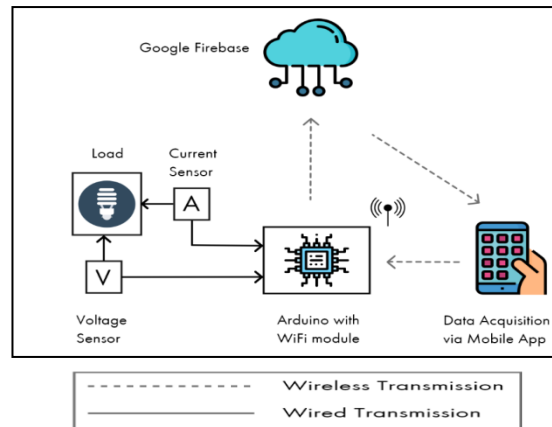 Google Firebase
Load
Current
Sensor
A
V
Voltage
Sensor
Arduino with
WiFi module
Data Acquisition
via Mobile App
Wireless Transmission
Wired Transmission